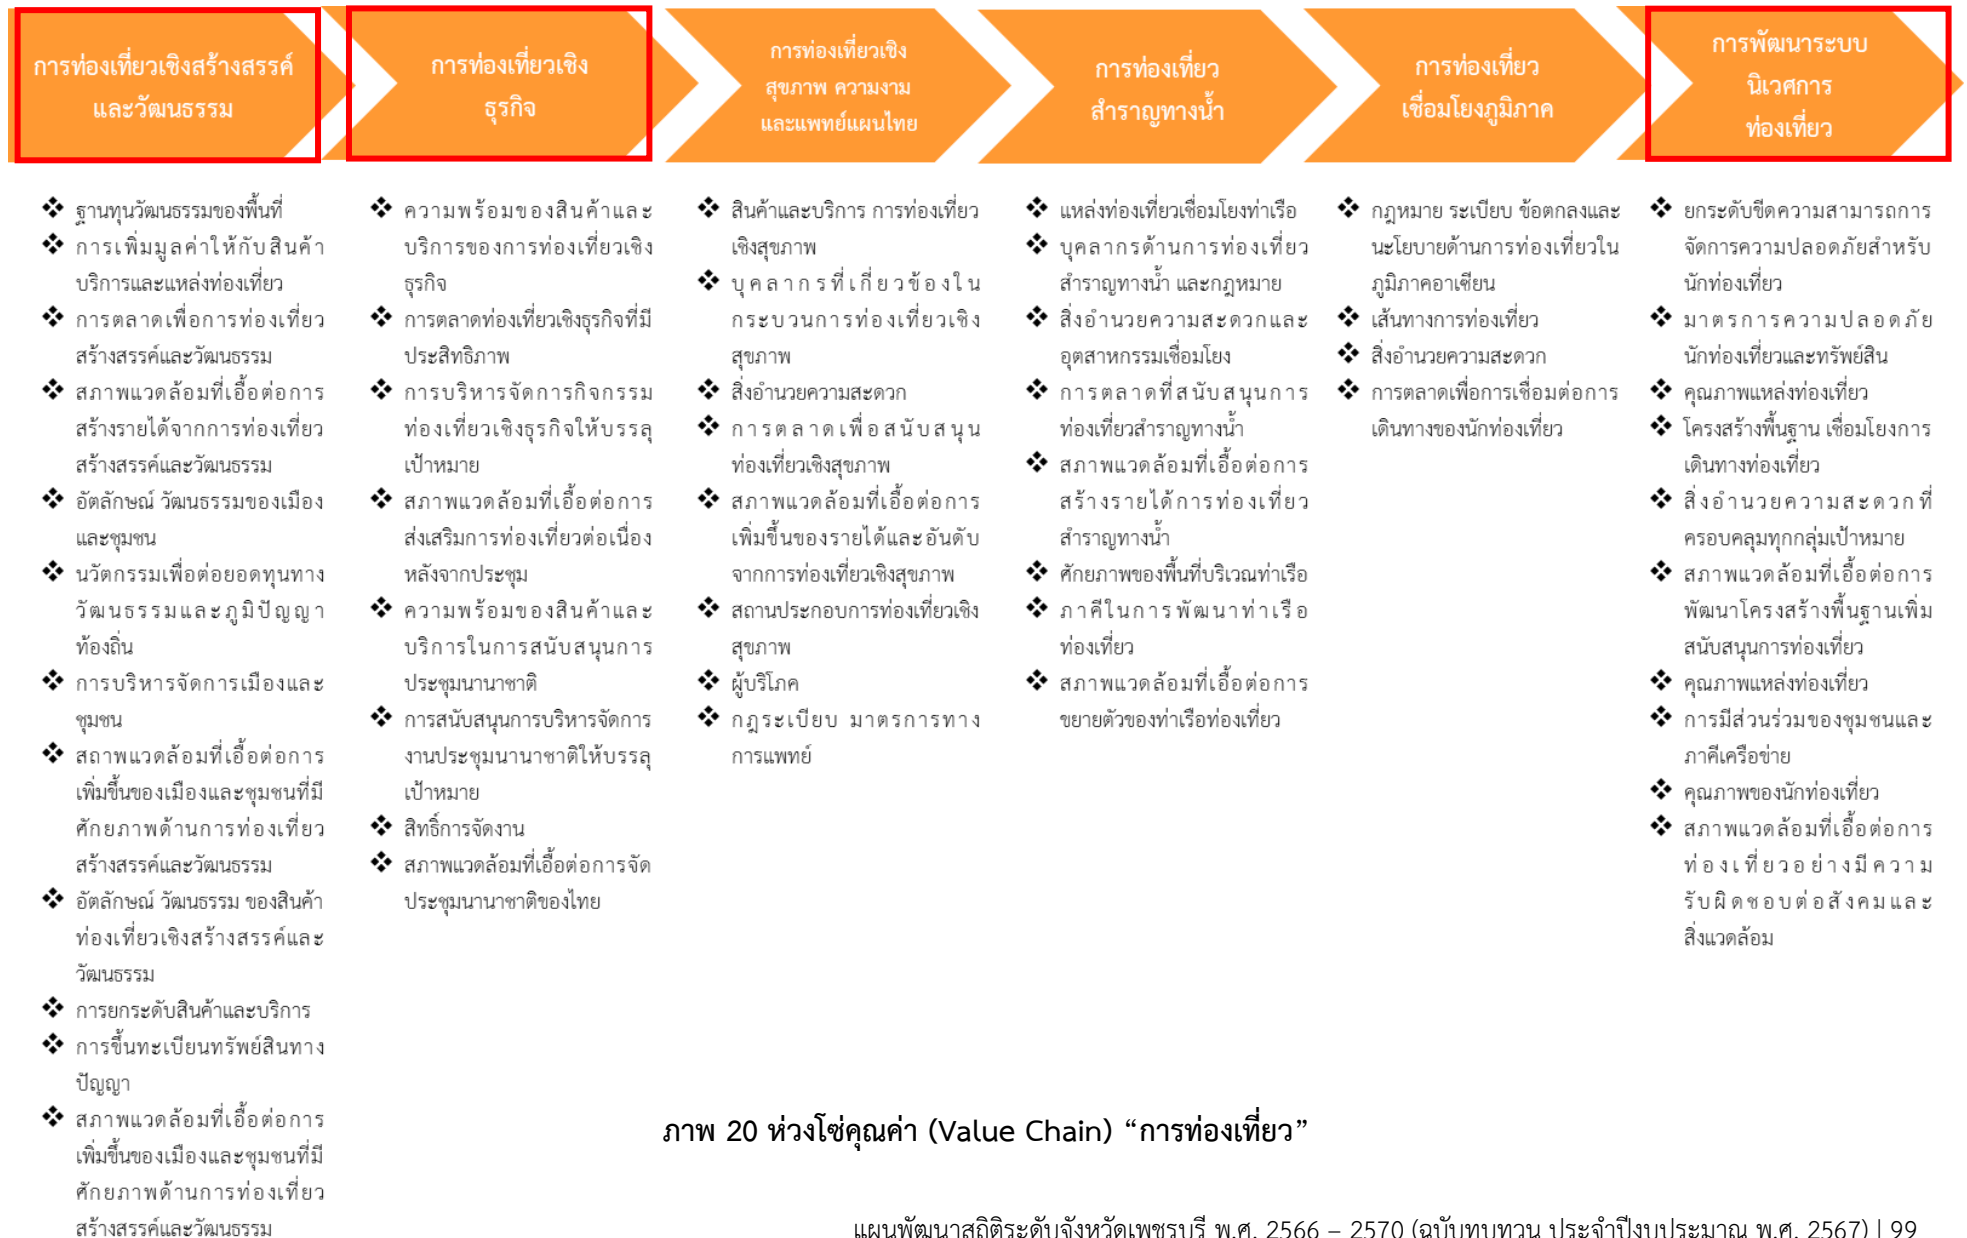 การท่องเที่ยวเชิงสร้างสรรค์
และวัฒนธรรม
การท่องเที่ยวเชิง
ธุรกิจ
การท่องเที่ยวเชิง
สุขภาพ ความงาม
และแพทย์แผนไทย
การท่องเที่ยว
สำราญทางน้ำ
การท่องเที่ยว
เชื่อมโยงภูมิภาค
การพัฒนาระบบ
นิเวศการ
ท่องเที่ยว
❖ ฐานทุนวัฒนธรรมของพื้นที่
❖ การเพิ่มมูลค่าให้กับสินค้า
บริการและแหล่งท่องเที่ยว
❖ การตลาดเพื่อการท่องเที่ยว
สร้างสรรค์และวัฒนธรรม
❖ สภาพแวดล้อมที่เอื้อต่อการ
สร้างรายได้จากการท่องเที่ยว
สร้างสรรค์และวัฒนธรรม
❖ อัตลักษณ์ วัฒนธรรมของเมือง
และชุมชน
❖ นวัตกรรมเพื่อต่อยอดทุนทาง
วัฒนธรรมและภูมิปัญญา
ท้องถิ่น
❖ การบริหารจัดการเมืองและ
ชุมชน
❖ สถาพแวดล้อมที่เอื้อต่อการ
เพิ่มขึ้นของเมืองและชุมชนที่มี
ศักยภาพด้านการท่องเที่ยว
สร้างสรรค์และวัฒนธรรม
❖ อัตลักษณ์ วัฒนธรรม ของสินค้า
ท่องเที่ยวเชิงสร้างสรรค์และ
วัฒนธรรม
❖ การยกระดับสินค้าและบริการ
❖ การขึ้นทะเบียนทรัพย์สินทาง
ปัญญา
❖ สภาพแวดล้อมที่เอื้อต่อการ
เพิ่มขึ้นของเมืองและชุมชนที่มี
ศักยภาพด้านการท่องเที่ยว
สร้างสรรค์และวัฒนธรรม
❖ ความพร้อมของสินค้าและ
บริการของการท่องเที่ยวเชิง
ธุรกิจ
❖ การตลาดท่องเที่ยวเชิงธุรกิจที่มี
ประสิทธิภาพ
❖ การบริหารจัดการกิจกรรม
ท่องเที่ยวเชิงธุรกิจให้บรรลุ
เป้าหมาย
❖ สภาพแวดล้อมที่เอื้อต่อการ
ส่งเสริมการท่องเที่ยวต่อเนื่อง
หลังจากประชุม
❖ ความพร้อมของสินค้าและ
บริการในการสนับสนุนการ
ประชุมนานาชาติ
❖ การสนับสนุนการบริหารจัดการ
งานประชุมนานาชาติให้บรรลุ
เป้าหมาย
❖ สิทธิ์การจัดงาน
❖ สภาพแวดล้อมที่เอื้อต่อการจัด
ประชุมนานาชาติของไทย
❖ สินค้าและบริการ การท่องเที่ยว
เชิงสุขภาพ
❖ บุคลากรที่เกี่ยวข้องใน
กระบวนการท่องเที่ยวเชิง
สุขภาพ
❖ สิ่งอำนวยความสะดวก
❖ การตลาดเพื่อสนับสนุน
ท่องเที่ยวเชิงสุขภาพ
❖ สภาพแวดล้อมที่เอื้อต่อการ
เพิ่มขึ้นของรายได้และอันดับ
จากการท่องเที่ยวเชิงสุขภาพ
❖ สถานประกอบการท่องเที่ยวเชิง
สุขภาพ
❖ ผู้บริโภค
❖ กฎระเบียบ มาตรการทาง
การแพทย์
❖ แหล่งท่องเที่ยวเชื่อมโยงท่าเรือ
❖ บุคลากรด้านการท่องเที่ยว
สำราญทางน้ำ และกฎหมาย
❖ สิ่งอำนวยความสะดวกและ
อุตสาหกรรมเชื่อมโยง
❖ การตลาดที่สนับสนุนการ
ท่องเที่ยวสำราญทางน้ำ
❖ สภาพแวดล้อมที่เอื้อต่อการ
สร้างรายได้การท่องเที่ยว
สำราญทางน้ำ
❖ ศักยภาพของพื้นที่บริเวณท่าเรือ
❖ ภาคีในการพัฒนาท่าเรือ
ท่องเที่ยว
❖ สภาพแวดล้อมที่เอื้อต่อการ
ขยายตัวของท่าเรือท่องเที่ยว
❖ กฎหมาย ระเบียบ ข้อตกลงและ
นะโยบายด้านการท่องเที่ยวใน
ภูมิภาคอาเซียน
❖ เส้นทางการท่องเที่ยว
❖ สิ่งอำนวยความสะดวก
❖ การตลาดเพื่อการเชื่อมต่อการ
เดินทางของนักท่องเที่ยว
❖ ยกระดับขีดความสามารถการ
จัดการความปลอดภัยสำหรับ
นักท่องเที่ยว
❖ มาตรการความปลอดภัย
นักท่องเที่ยวและทรัพย์สิน
❖ คุณภาพแหล่งท่องเที่ยว
❖ โครงสร้างพื้นฐาน เชื่อมโยงการ
เดินทางท่องเที่ยว
❖ สิ่งอำนวยความสะดวกที่
ครอบคลุมทุกกลุ่มเป้าหมาย
❖ สภาพแวดล้อมที่เอื้อต่อการ
พัฒนาโครงสร้างพื้นฐานเพิ่ม
สนับสนุนการท่องเที่ยว
❖ คุณภาพแหล่งท่องเที่ยว
❖ การมีส่วนร่วมของชุมชนและ
ภาคีเครือข่าย
❖ คุณภาพของนักท่องเที่ยว
❖ สภาพแวดล้อมที่เอื้อต่อการ
ท่องเที่ยวอย่างมีความ
รับผิดชอบต่อสังคมและ
สิ่งแวดล้อม
ภาพ 20 ห่วงโซ่คุณค่า (Value Chain) “การท่องเที่ยว”
แผนพัฒนาสถิติระดับจังหวัดเพชรบุรี พ.ศ. 2566 – 2570 (ฉบับทบทวน ประจำปีงบประมาณ พ.ศ. 2567) | 99